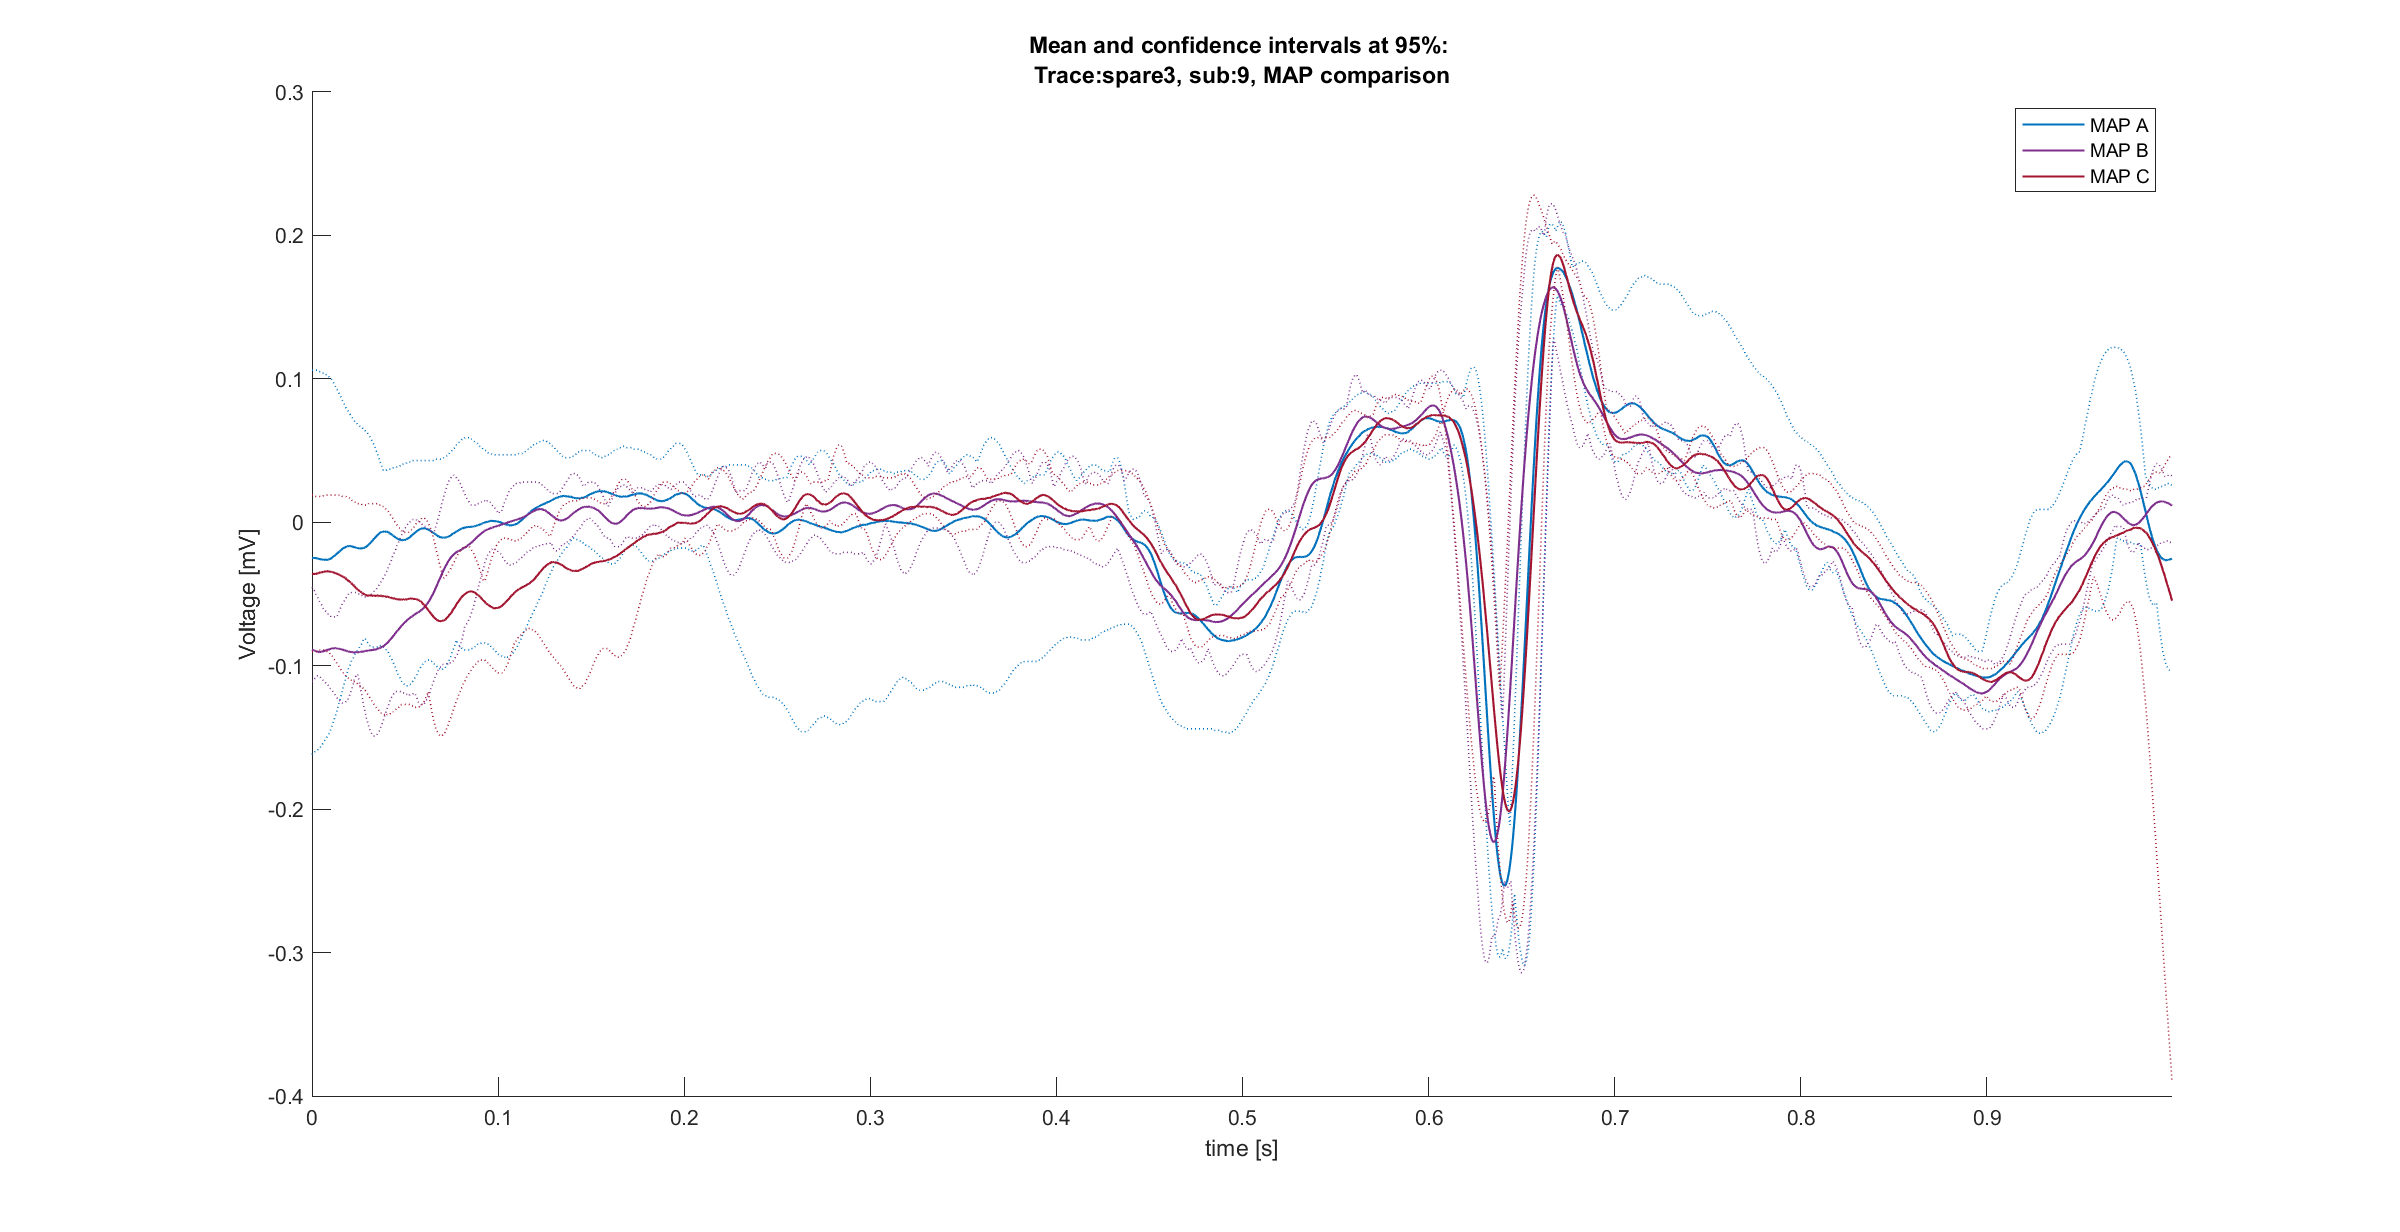 Mean and confidence intervals at 95%:
Trace:spare3, sub:9, MAP comparison
0.3
0.2
0.1
0
-0.1
-0.2
-0.3
-0.4
Voltage [mV]
MAP A
MAP B
MAP C
0 0.1 0.2 0.3 0.4 0.5 0.6 0.7 0.8 0.9
time [s]